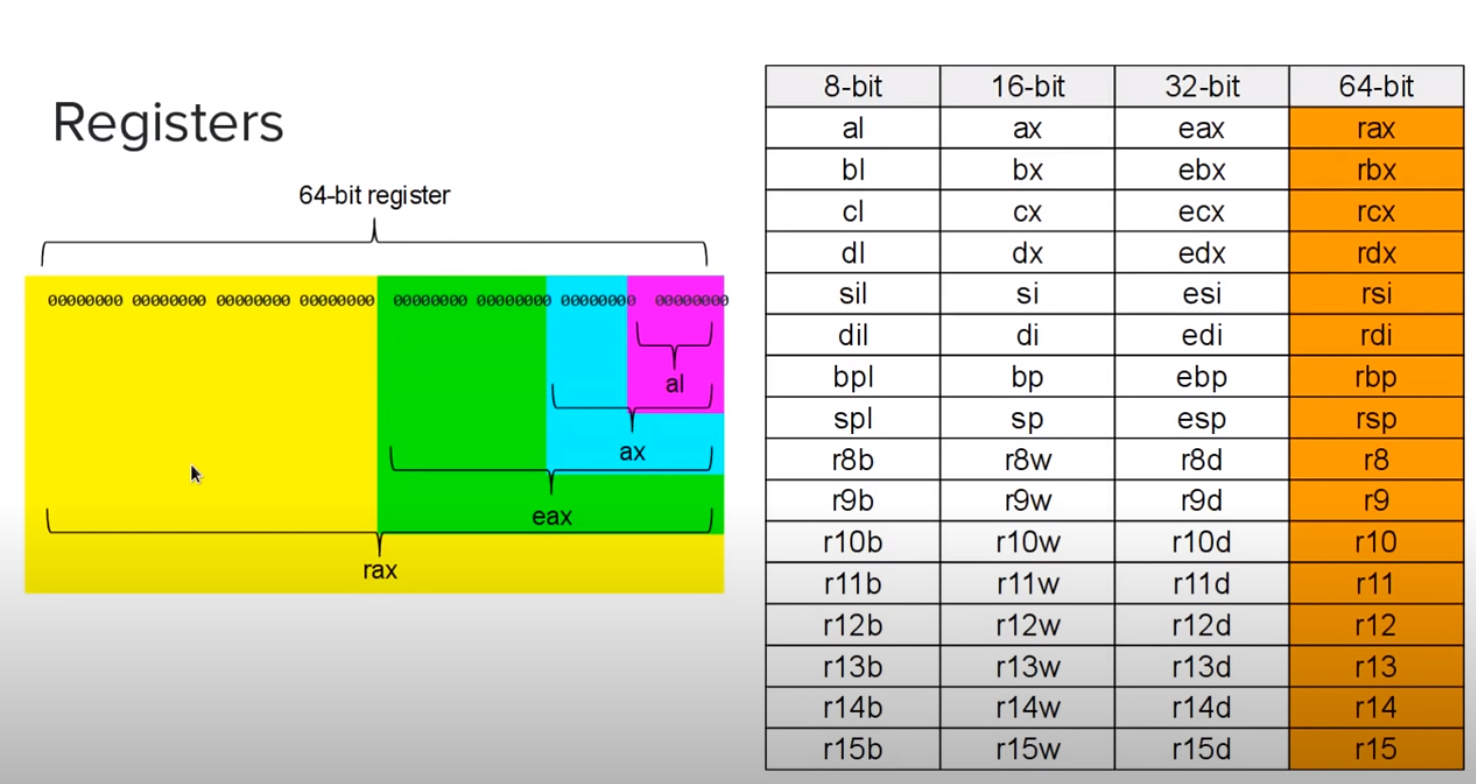 Registers
64-bit register
00000000 00000000 00000000 00000000 00000000 00000000 00000000 00000000
al
ax
eax
rax
8-bit 16-bit 32-bit 64-bit
al ax eax rax
bl bx ebx rbx
cl cx ecx rcx
dl dx edx rdx
sil si esi rsi
dil di edi rdi
bpl bp ebp rbp
spl sp esp rsp
r8b r8w r8d r8
r9b r9w r9d r9
r10b r10w r10d r10
r11b r11w r11d r11
r12b r12w r12d r12
r13b r13w r13d r13
r14b r14w r14d r14
r15b r15w r15d r15